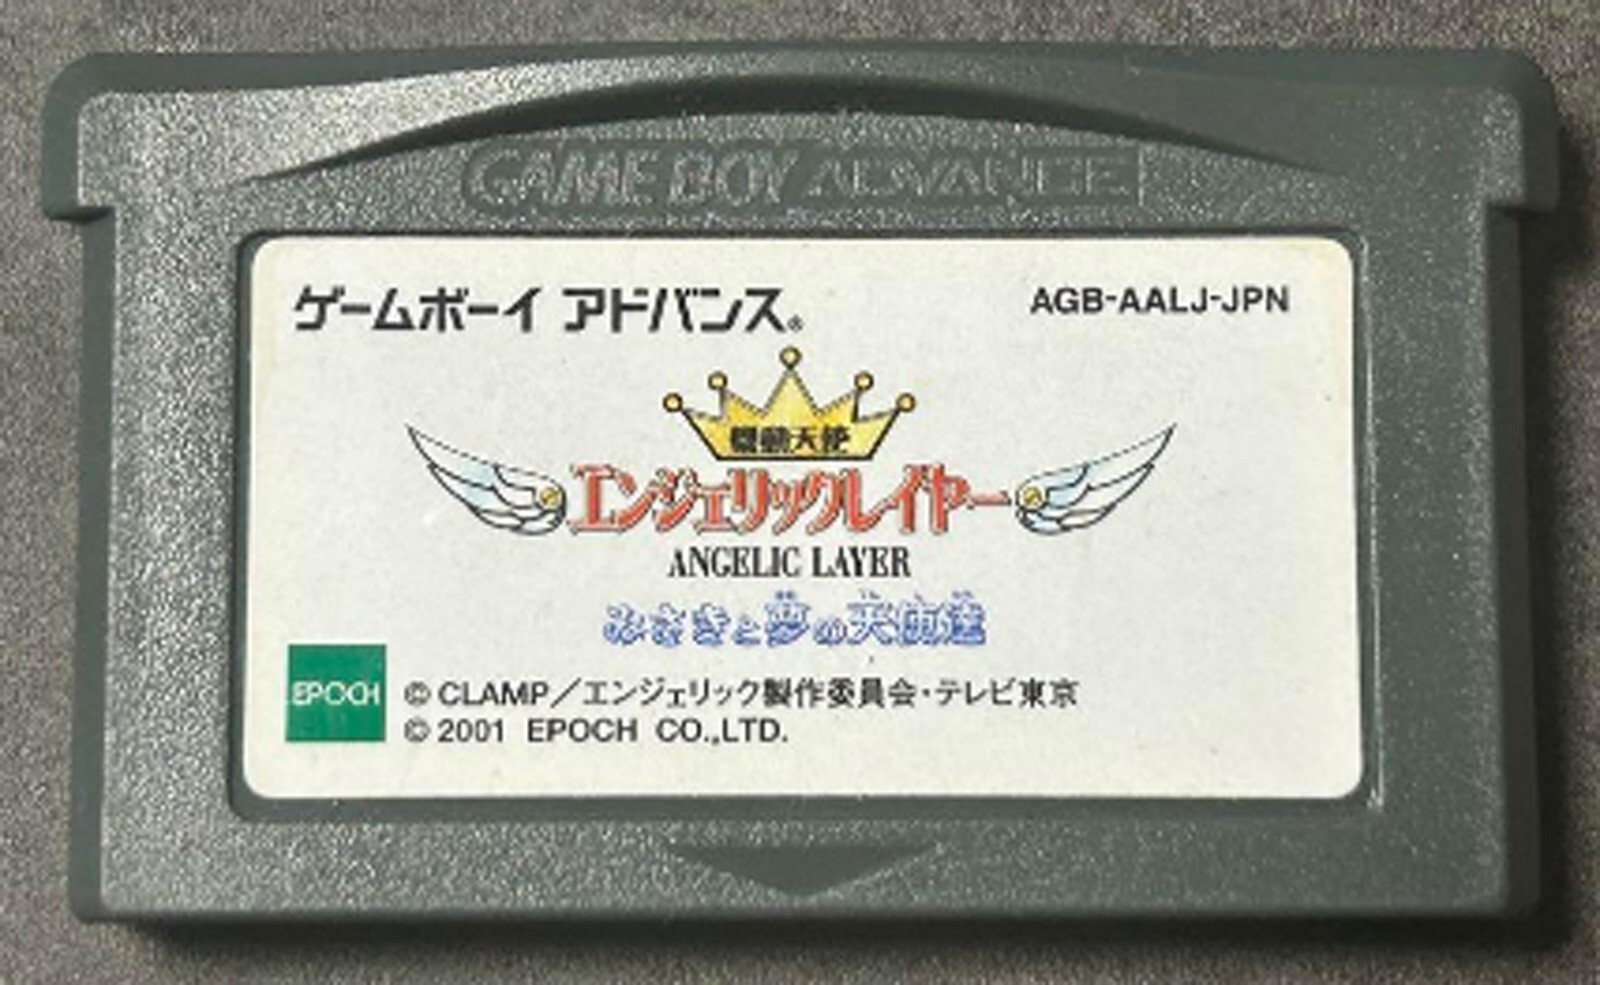 GAME BOY ADVANCE
ゲームボーイ アドバンス®
AGB-AALJ-JPN
機動天使
エンジェリックレイヤー
ANGELIC LAYER
みさきと夢の天使達
EPOCH
© CLAMP／エンジェリック製作委員会・テレビ東京
© 2001 EPOCH CO.,LTD.